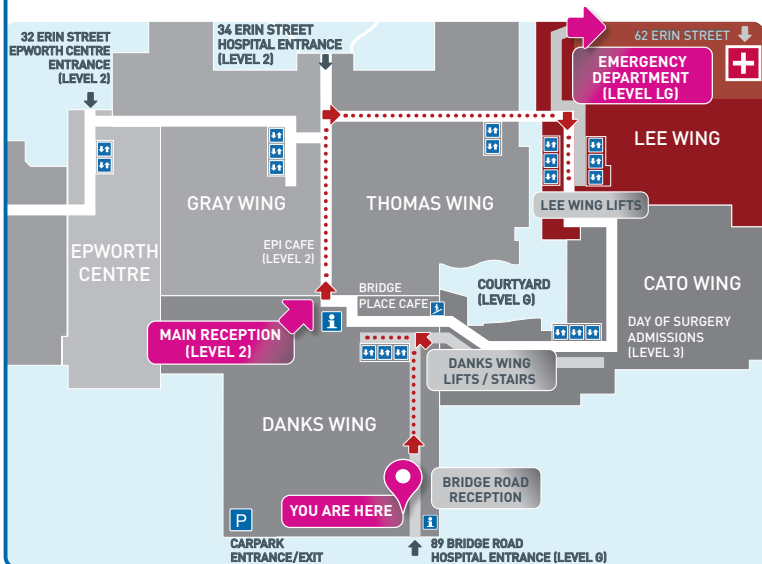 32 ERIN STREET
EPWORTH CENTRE
ENTRANCE
(LEVEL 2)
34 ERIN STREET
HOSPITAL ENTRANCE
(LEVEL 2)
62 ERIN STREET
EMERGENCY
DEPARTMENT
(LEVEL LG)
LEE WING
GRAY WING
THOMAS WING
LEE WING LIFTS
EPWORTH
CENTRE
EPI CAFE
(LEVEL 2)
BRIDGE
PLACE CAFE
COURTYARD
(LEVEL G)
CATO WING
DAY OF SURGERY
ADMISSIONS
(LEVEL 3)
MAIN RECEPTION
(LEVEL 2)
i
DANKS WING
LIFTS / STAIRS
DANKS WING
BRIDGE ROAD
RECEPTION
YOU ARE HERE
P
i
CARPARK
ENTRANCE/EXIT
89 BRIDGE ROAD
HOSPITAL ENTRANCE (LEVEL G)